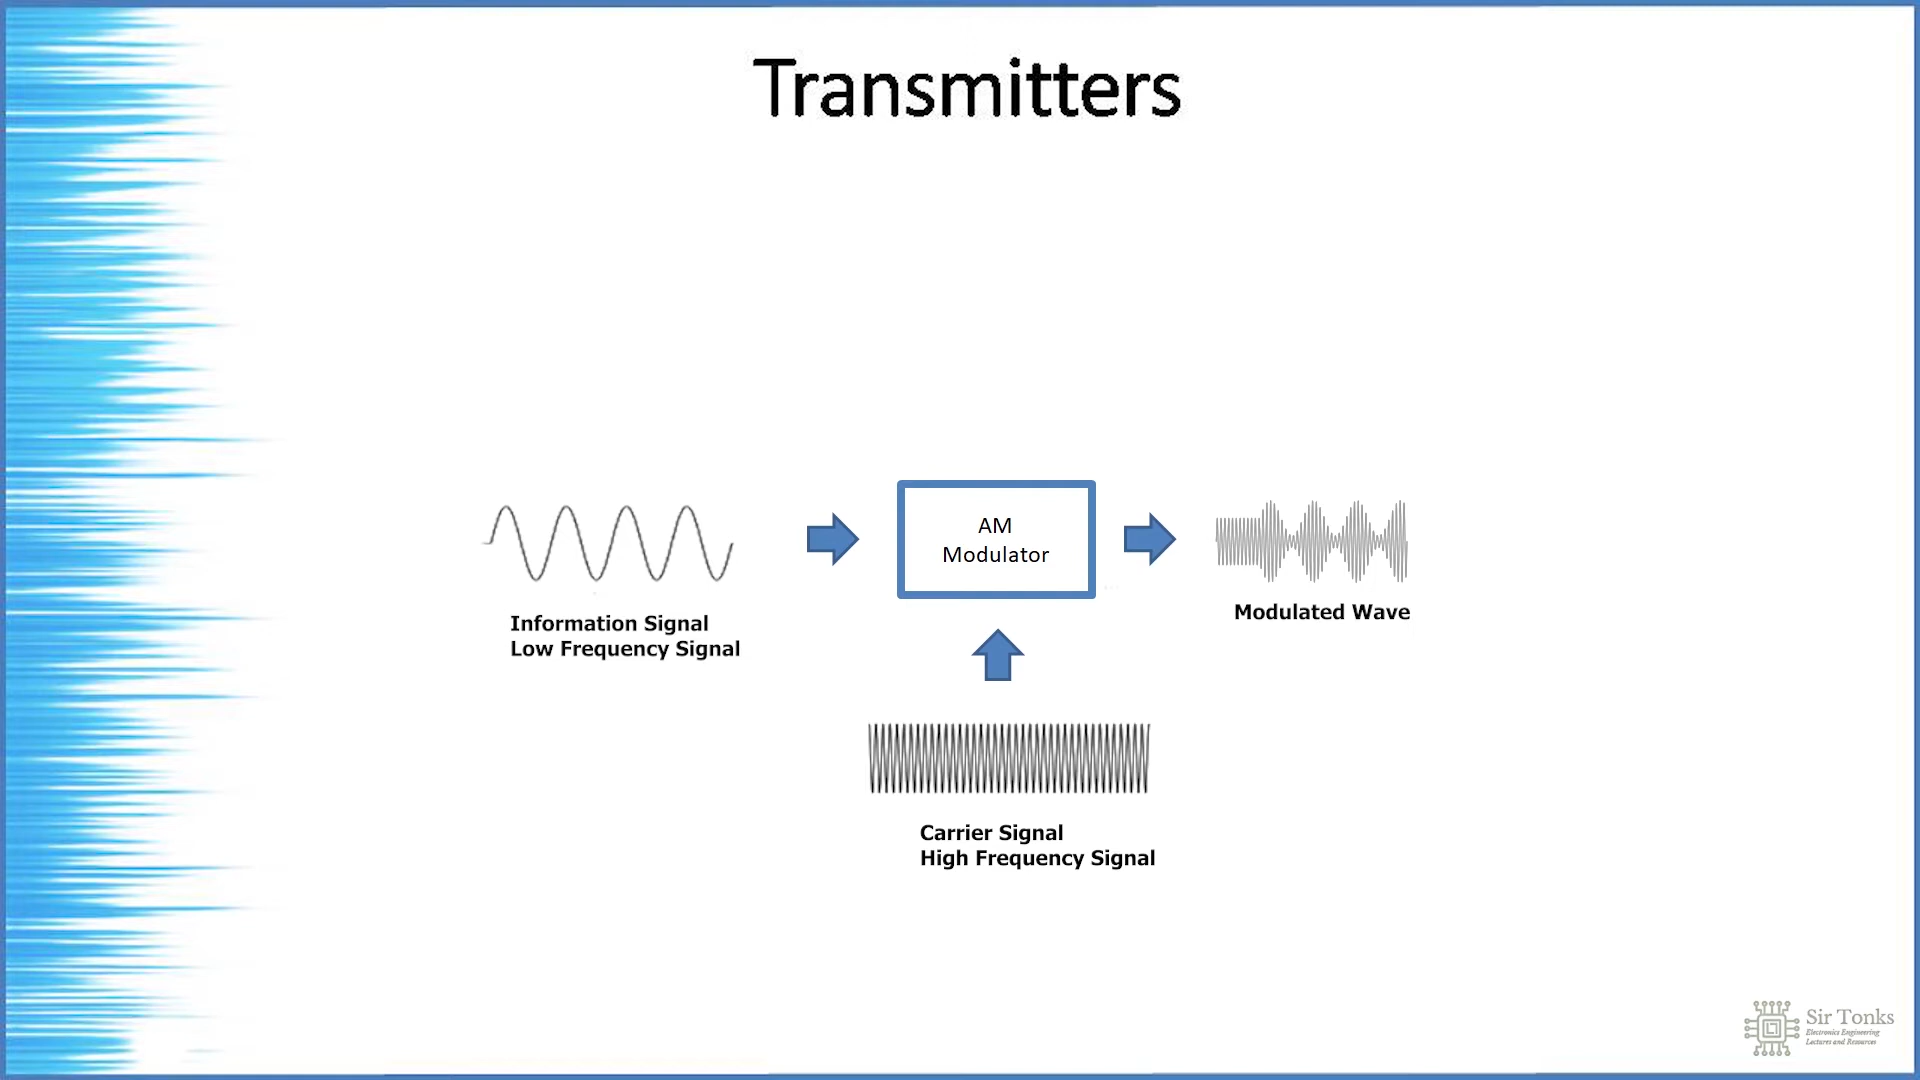 Transmitters
AM
Modulator
Information Signal
Low Frequency Signal
Modulated Wave
Carrier Signal
High Frequency Signal
Sir Tonks
Electronics Engineering
Lectures and Resources